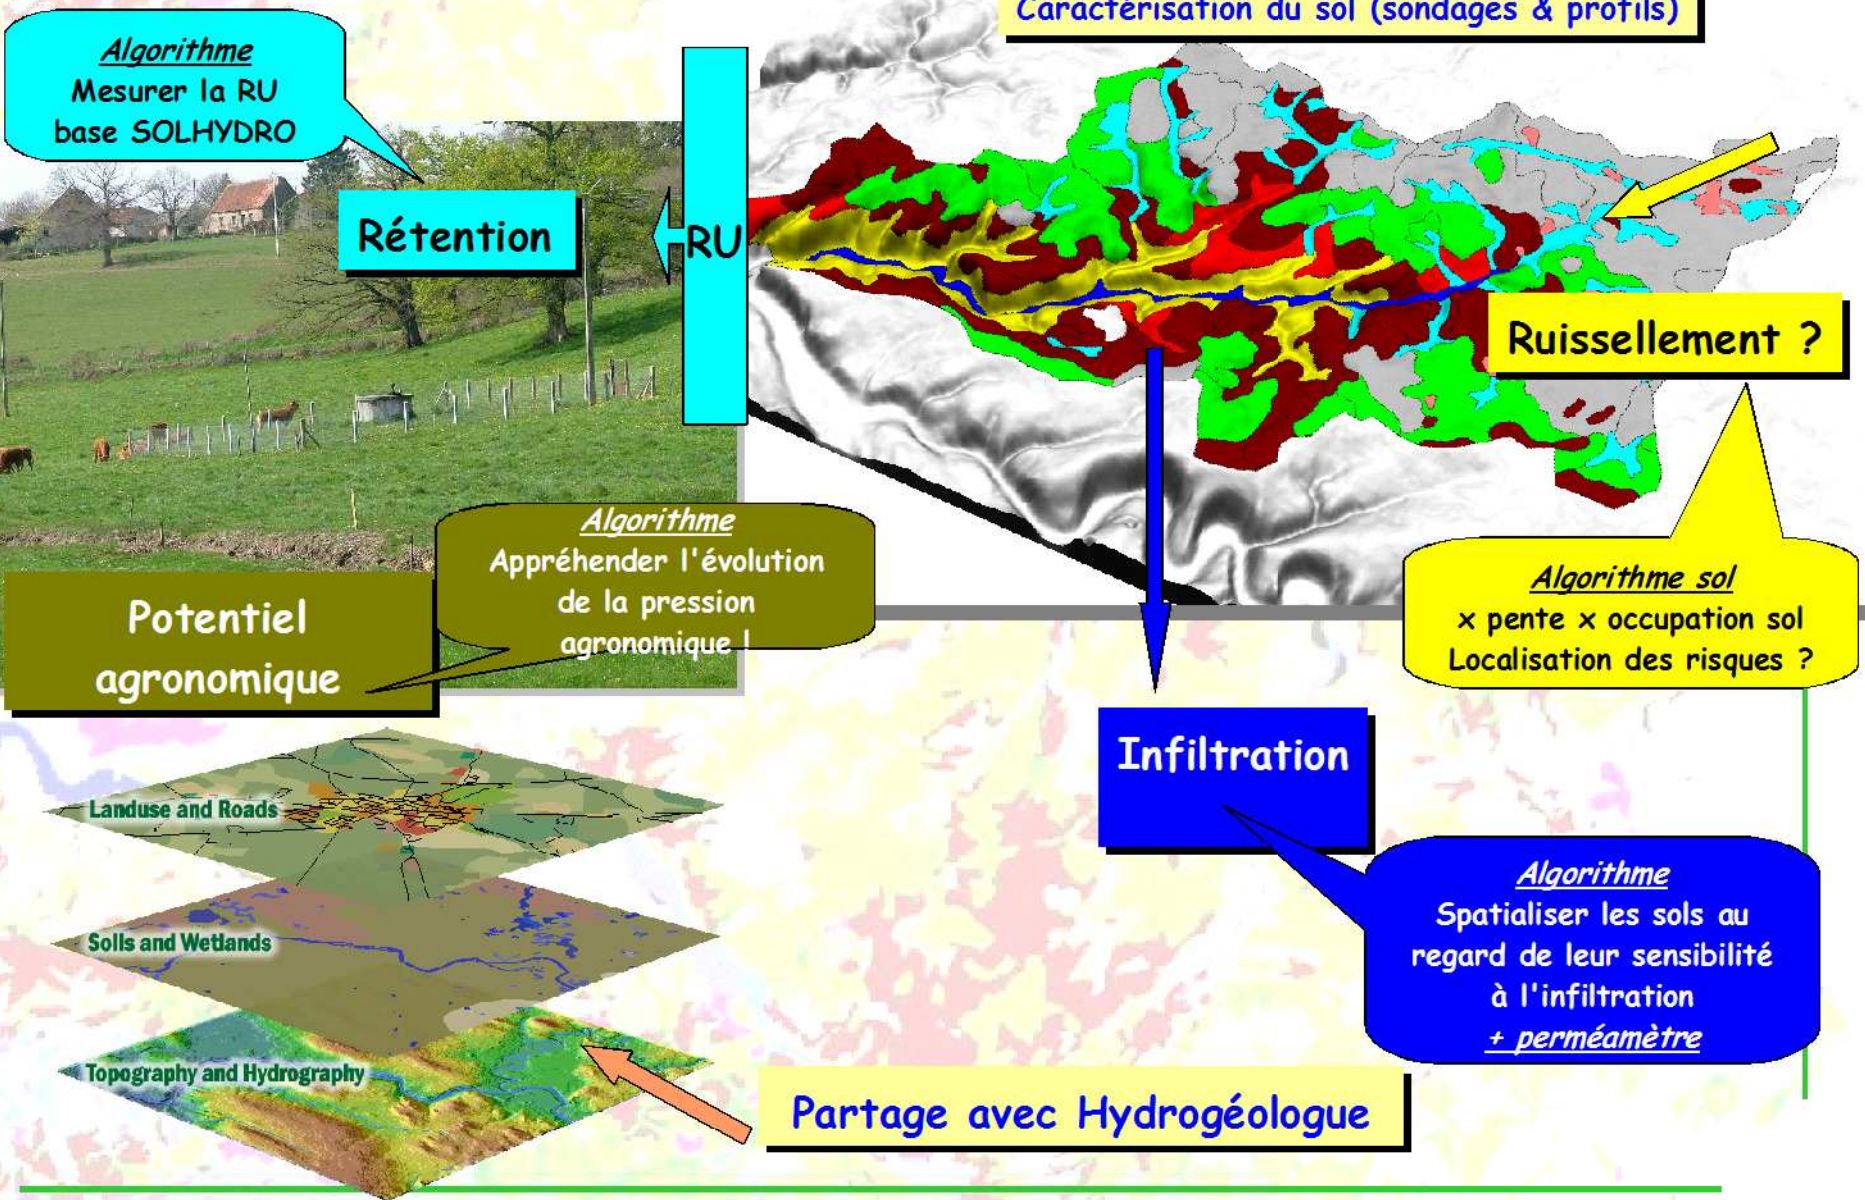 Caractérisation du sol (sondages & profils)
Algorithme
Mesurer la RU
base SOLHYDRO
Rétention
RU
Ruissellement ?
Algorithme
Appréhender l'évolution
de la pression
agronomique !
Potentiel
agronomique
Algorithme sol
x pente x occupation sol
Localisation des risques ?
Infiltration
Algorithme
Spatialiser les sols au
regard de leur sensibilité
à l'infiltration
+ perméamètre
Landuse and Roads
Soils and Wetlands
Topography and Hydrography
Partage avec Hydrogéologue